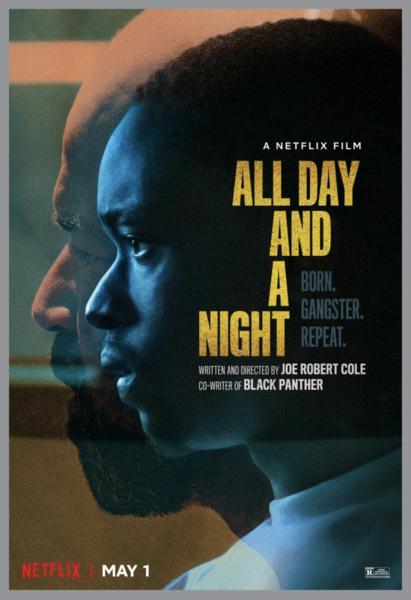 A NETFLIX FILM
ALL DAY
AND
A
NIGHT
BORN.
GANGSTER.
REPEAT.
WRITTEN AND DIRECTED BY JOE ROBERT COLE
CO-WRITER OF BLACK PANTHER
NETFLIX | MAY 1
R